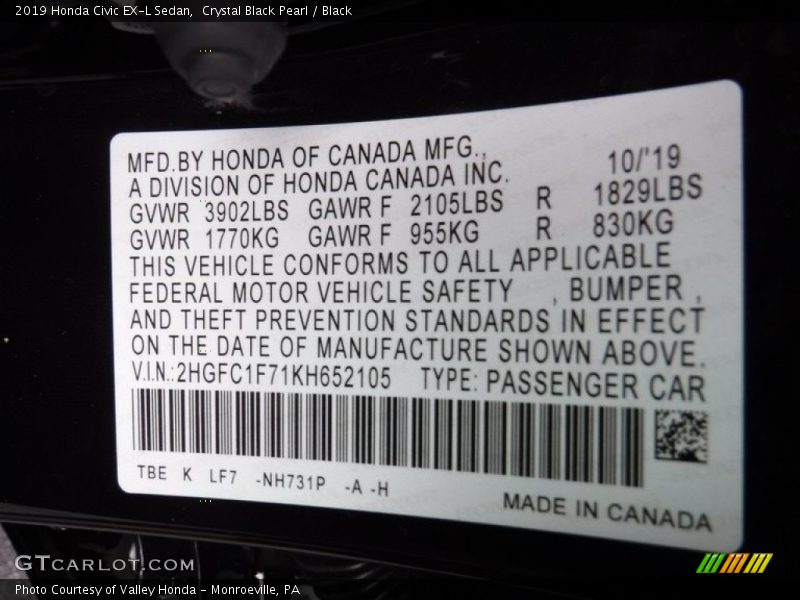 2019 Honda Civic EX-L Sedan,  Crystal Black Pearl / Black
MFD.BY HONDA OF CANADA MFG., 10/'19
A DIVISION OF HONDA CANADA INC.
GVWR 3902LBS GAWR F 2105LBS R 1829LBS
GVWR 1770KG GAWR F 955KG R 830KG
THIS VEHICLE CONFORMS TO ALL APPLICABLE
FEDERAL MOTOR VEHICLE SAFETY , BUMPER ,
AND THEFT PREVENTION STANDARDS IN EFFECT
ON THE DATE OF MANUFACTURE SHOWN ABOVE.
V.I.N.:2HGFC1F71KH652105 TYPE: PASSENGER CAR
TBE K LF7 -NH731P -A -H
MADE IN CANADA
GTcarlot.com
Photo Courtesy of Valley Honda - Monroeville, PA